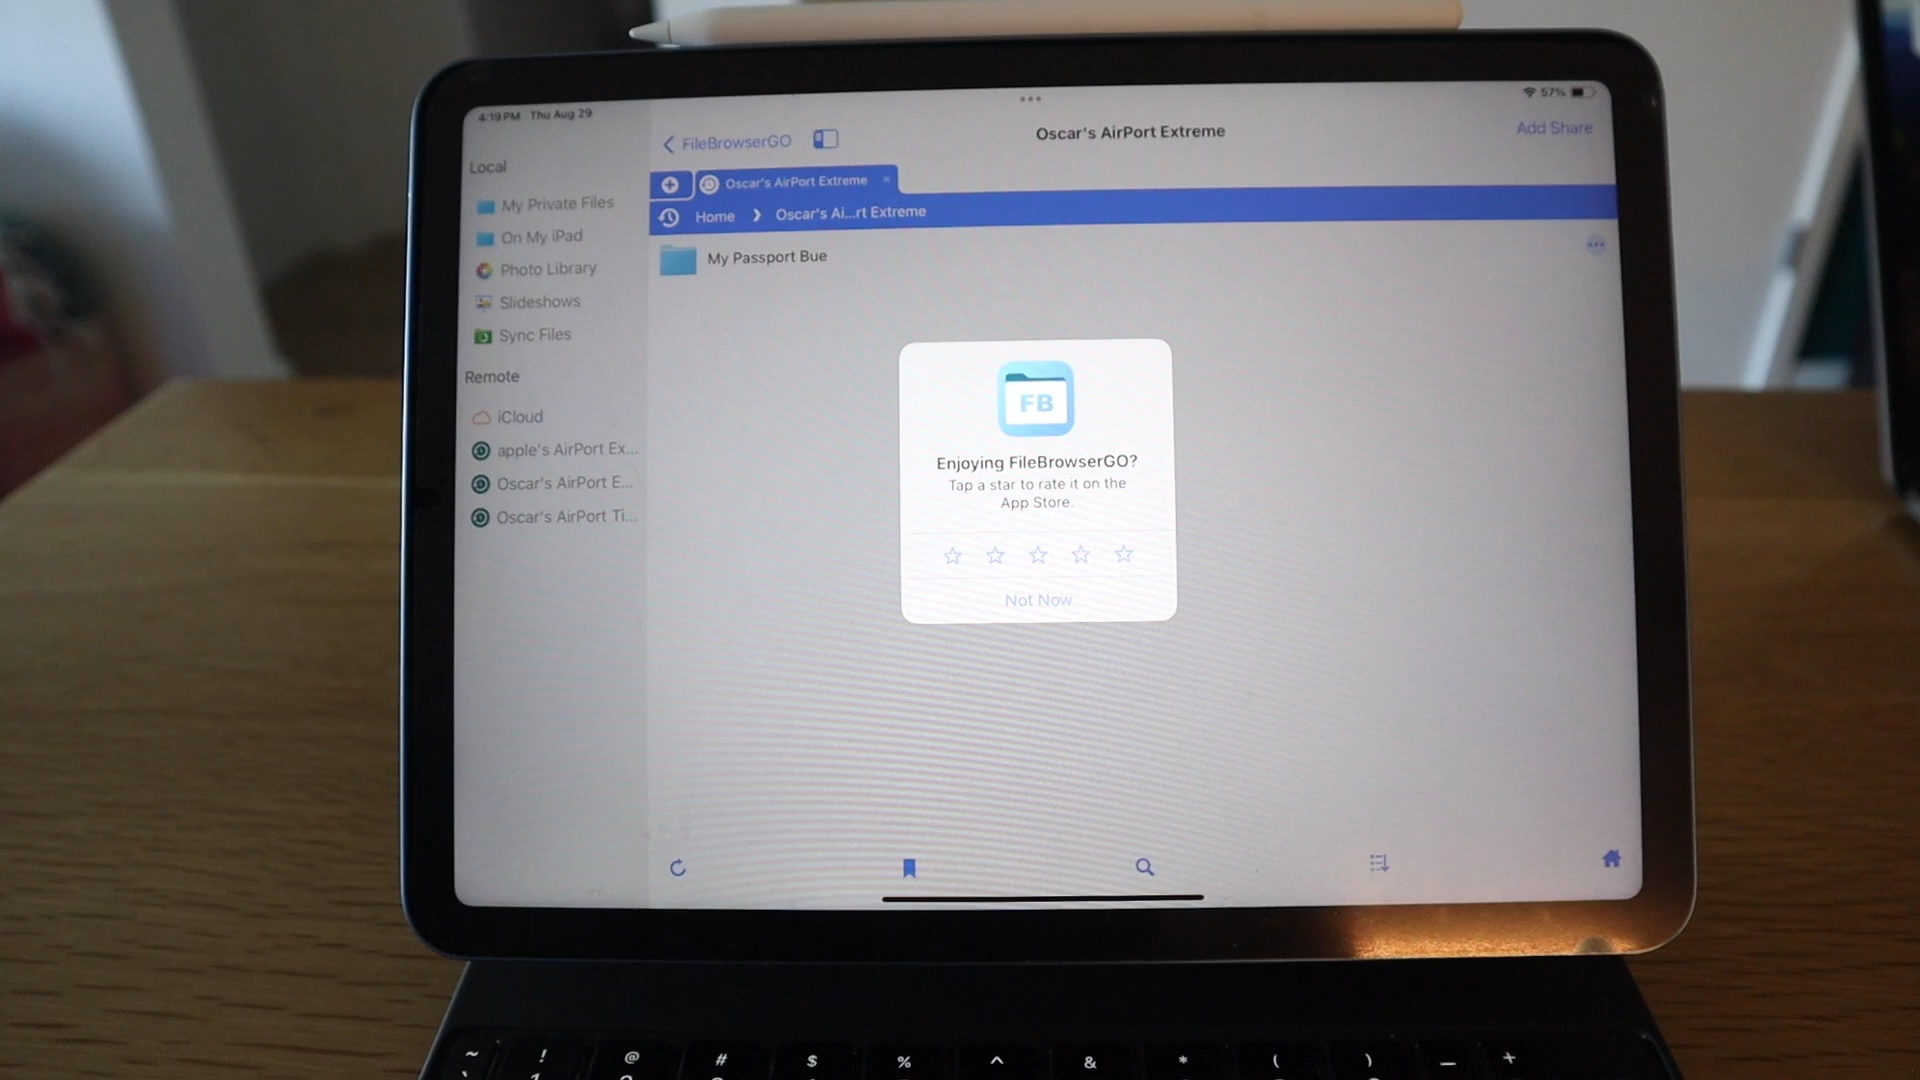 4:19 PM Thu Aug 29
57%
FileBrowserGO
Oscar's AirPort Extreme
Add Share
Oscar's AirPort Extreme
Home
Oscar's Ai...rt Extreme
My Passport Bue
Local
My Private Files
On My iPad
Photo Library
Slideshows
Sync Files
Remote
iCloud
apple's AirPort Ex...
Oscar's AirPort E...
Oscar's AirPort Ti...
FB
Enjoying FileBrowserGO?
Tap a star to rate it on the
App Store.
Not Now
~ ! @ # $ % ^ & * ( ) _ +